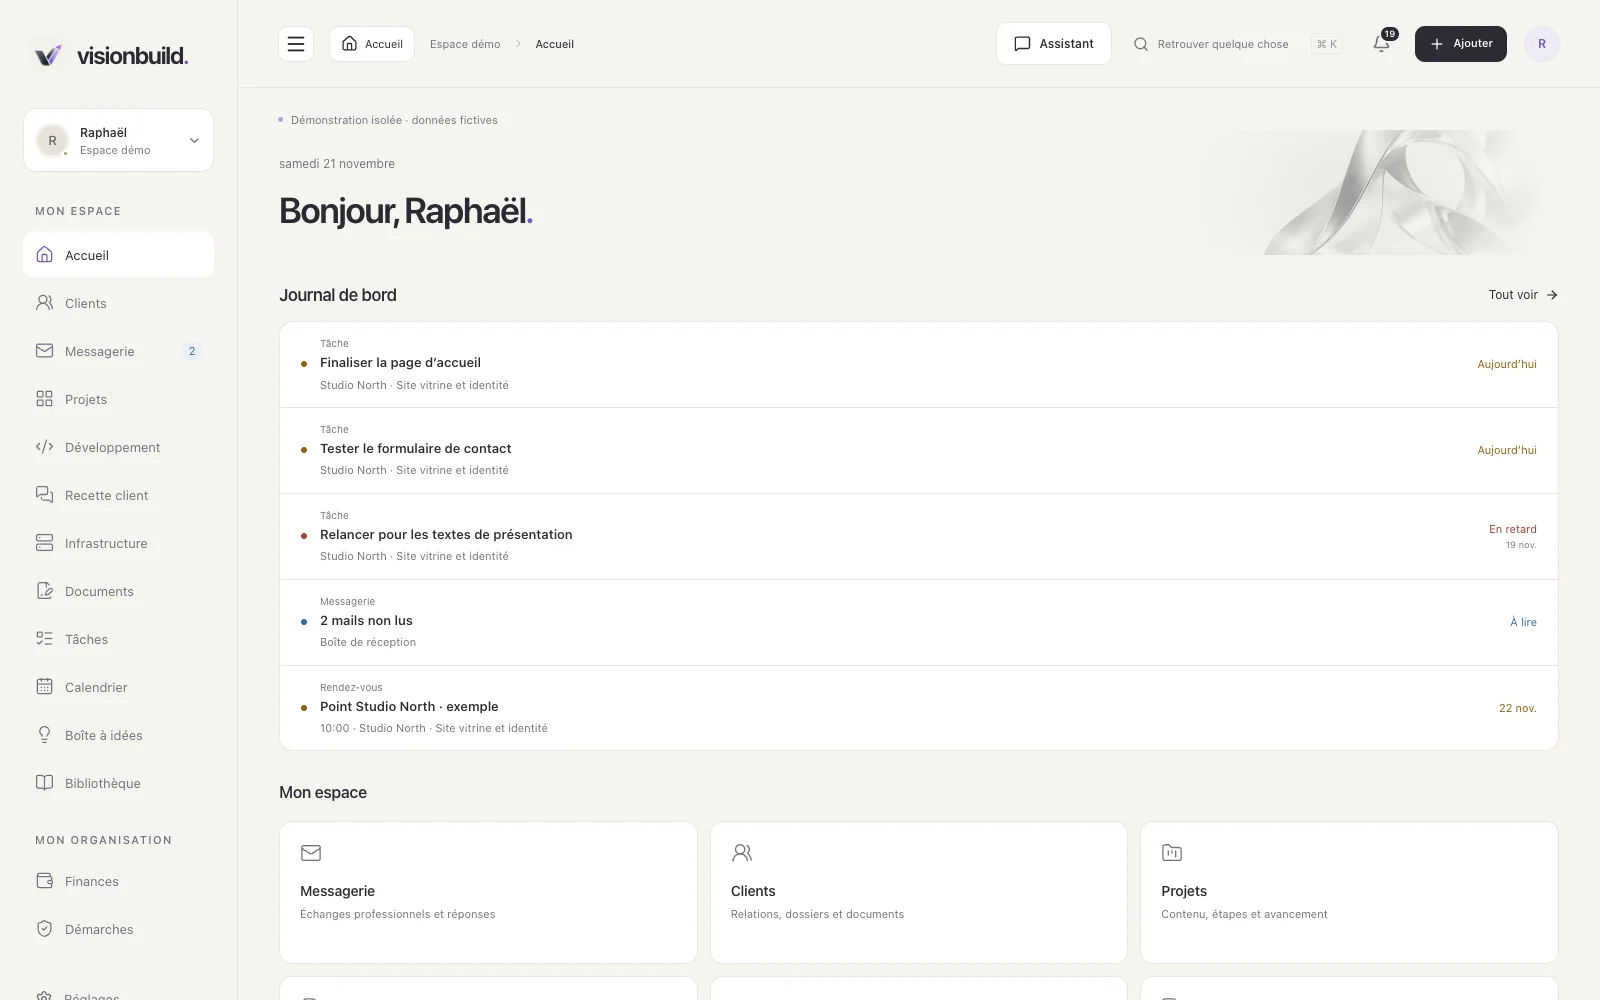 visionbuild.
Accueil
Espace démo
Accueil
Assistant
Retrouver quelque chose
⌘ K
19
Ajouter
R
R
Raphaël
Espace démo
MON ESPACE
Accueil
Clients
Messagerie
2
Projets
Développement
Recette client
Infrastructure
Documents
Tâches
Calendrier
Boîte à idées
Bibliothèque
MON ORGANISATION
Finances
Démarches
Réglages
Démonstration isolée · données fictives
samedi 21 novembre
Bonjour, Raphaël.
Journal de bord
Tout voir
Tâche
Finaliser la page d’accueil
Studio North · Site vitrine et identité
Aujourd’hui
Tâche
Tester le formulaire de contact
Studio North · Site vitrine et identité
Aujourd’hui
Tâche
Relancer pour les textes de présentation
Studio North · Site vitrine et identité
En retard
19 nov.
Messagerie
2 mails non lus
Boîte de réception
À lire
Rendez-vous
Point Studio North · exemple
10:00 · Studio North · Site vitrine et identité
22 nov.
Mon espace
Messagerie
Échanges professionnels et réponses
Clients
Relations, dossiers et documents
Projets
Contenu, étapes et avancement